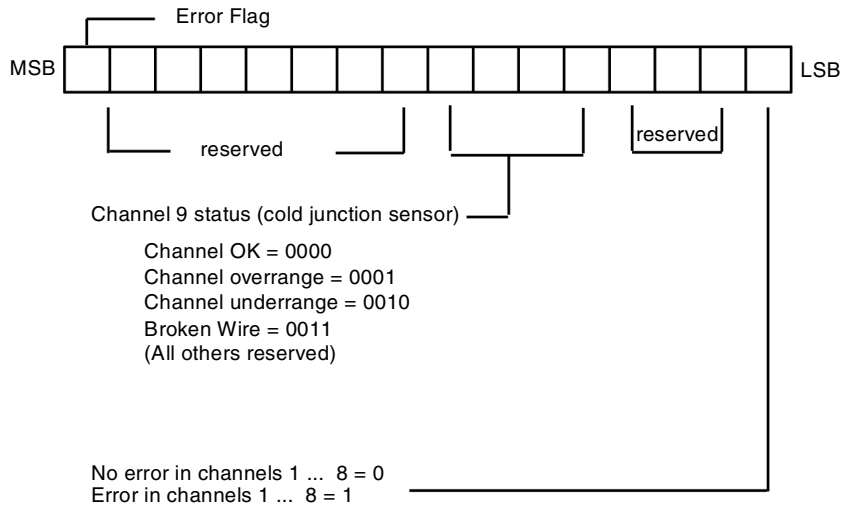 Error Flag
MSB LSB
reserved reserved
Channel 9 status (cold junction sensor)
Channel OK = 0000
Channel overrange = 0001
Channel underrange = 0010
Broken Wire = 0011
(All others reserved)
No error in channels 1 ... 8 = 0
Error in channels 1 ... 8 = 1